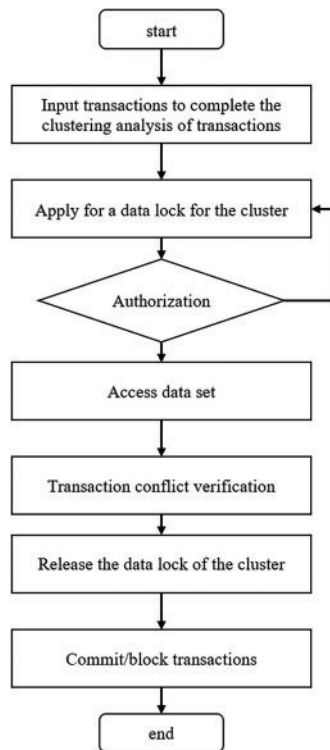 start
Input transactions to complete the
clustering analysis of transactions
Apply for a data lock for the cluster
Authorization
Access data set
Transaction conflict verification
Release the data lock of the cluster
Commit/block transactions
end